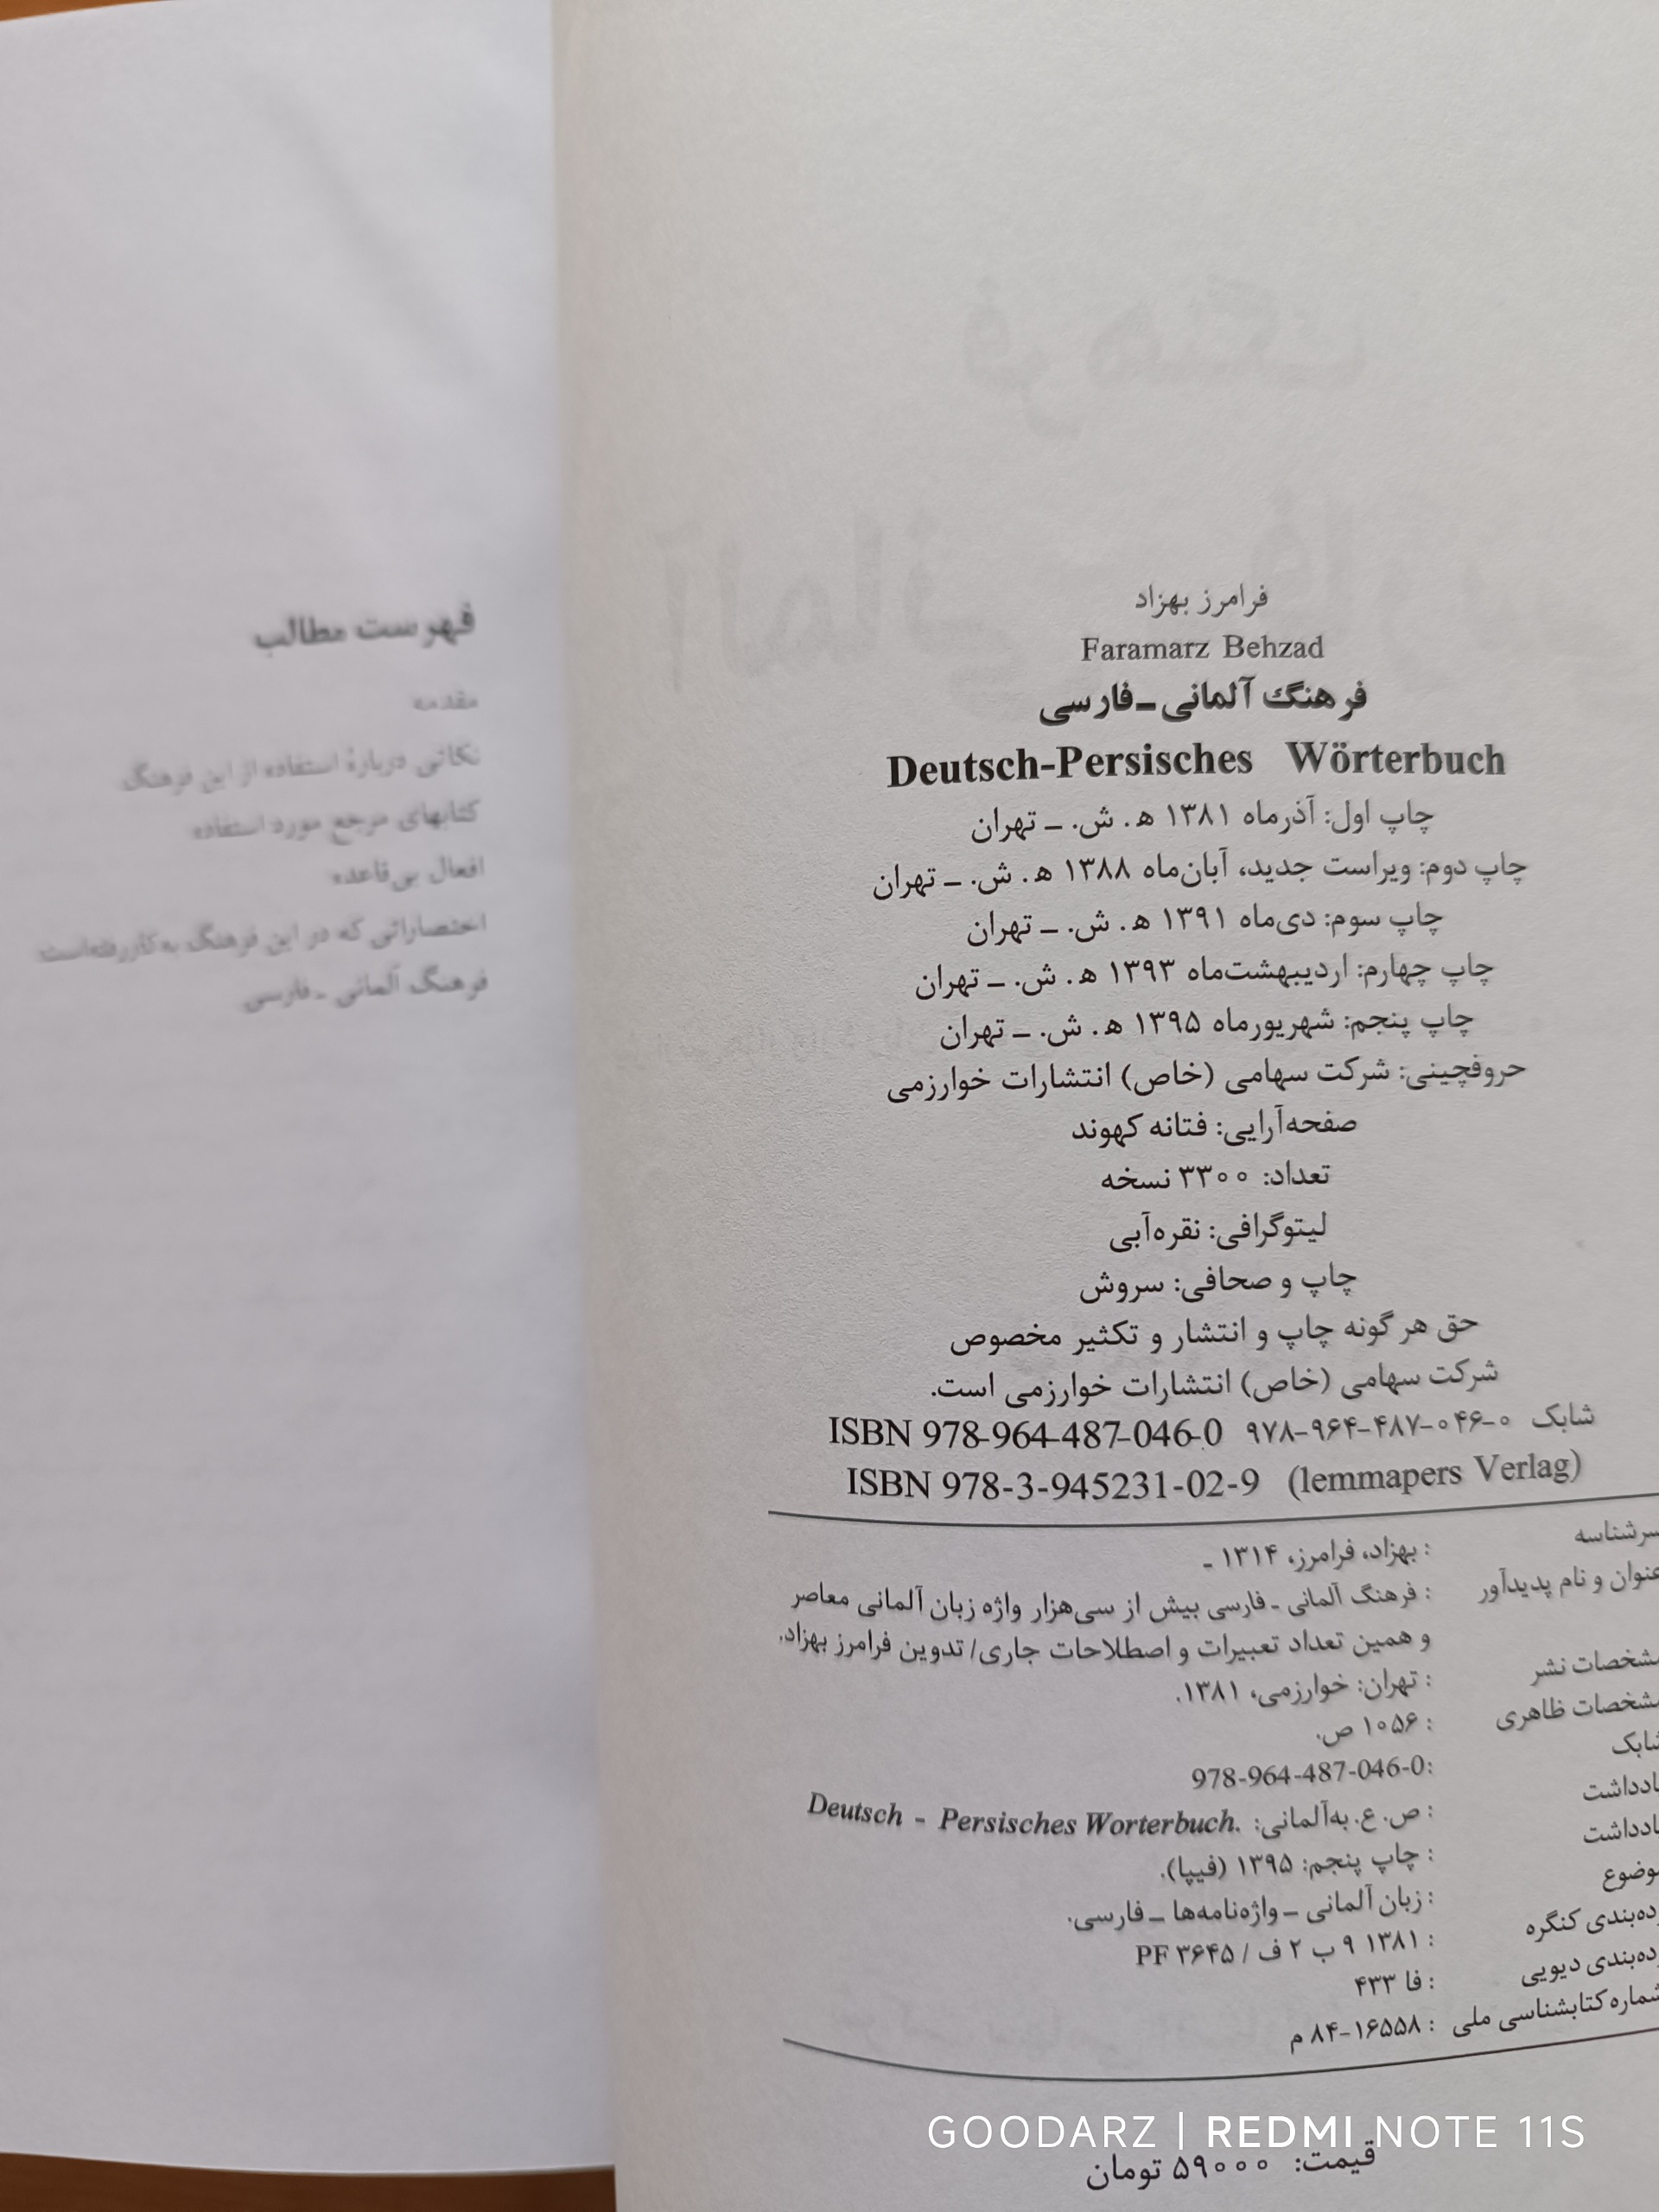 فرامرز بهزاد
Faramarz Behzad
فرهنگ آلمانی ـ فارسی
Deutsch-Persisches Wörterbuch
چاپ اول: آذرماه ۱۳۸۱ ه‍. ش. ـ تهران
چاپ دوم: ویراست جدید، آبان‌ماه ۱۳۸۸ ه‍. ش. ـ تهران
چاپ سوم: دی‌ماه ۱۳۹۱ ه‍. ش. ـ تهران
چاپ چهارم: اردیبهشت‌ماه ۱۳۹۳ ه‍. ش. ـ تهران
چاپ پنجم: شهریورماه ۱۳۹۵ ه‍. ش. ـ تهران
حروفچینی: شرکت سهامی (خاص) انتشارات خوارزمی
صفحه‌آرایی: فتانه کهوند
تعداد: ۳۳۰۰ نسخه
لیتوگرافی: نقره‌آبی
چاپ و صحافی: سروش
حق هر گونه چاپ و انتشار و تکثیر مخصوص
شرکت سهامی (خاص) انتشارات خوارزمی است.
شابک ۰-۰۴۶-۴۸۷-۹۶۴-۹۷۸ ISBN 978-964-487-046-0
ISBN 978-3-945231-02-9 (lemmapers Verlag)
سرشناسه : بهزاد، فرامرز، ۱۳۱۴ ـ
عنوان و نام پدیدآور : فرهنگ آلمانی ـ فارسی بیش از سی‌هزار واژه زبان آلمانی معاصر
و همین تعداد تعبیرات و اصطلاحات جاری/ تدوین فرامرز بهزاد.
مشخصات نشر : تهران: خوارزمی، ۱۳۸۱.
مشخصات ظاهری : ۱۰۵۶ ص.
شابک :978-964-487-046-0
یادداشت : ص. ع. به‌آلمانی: Deutsch - Persisches Worterbuch.
یادداشت : چاپ پنجم: ۱۳۹۵ (فیپا).
موضوع : زبان آلمانی ـ واژه‌نامه‌ها ـ فارسی.
رده‌بندی کنگره : ۱۳۸۱ ۹ ب ۲ ف / PF ۳۶۴۵
رده‌بندی دیویی : فا ۴۳۳
شماره کتابشناسی ملی : ۱۶۵۵۸-۸۴ م
قیمت: ۵۹۰۰۰ تومان
GOODARZ | REDMI NOTE 11S
فهرست مطالب
مقدمه
نکاتی دربارۀ استفاده از این فرهنگ
کتابهای مرجع مورد استفاده
افعال بی‌قاعده
اختصاراتی که در این فرهنگ به‌کار رفته‌است
فرهنگ آلمانی ـ فارسی